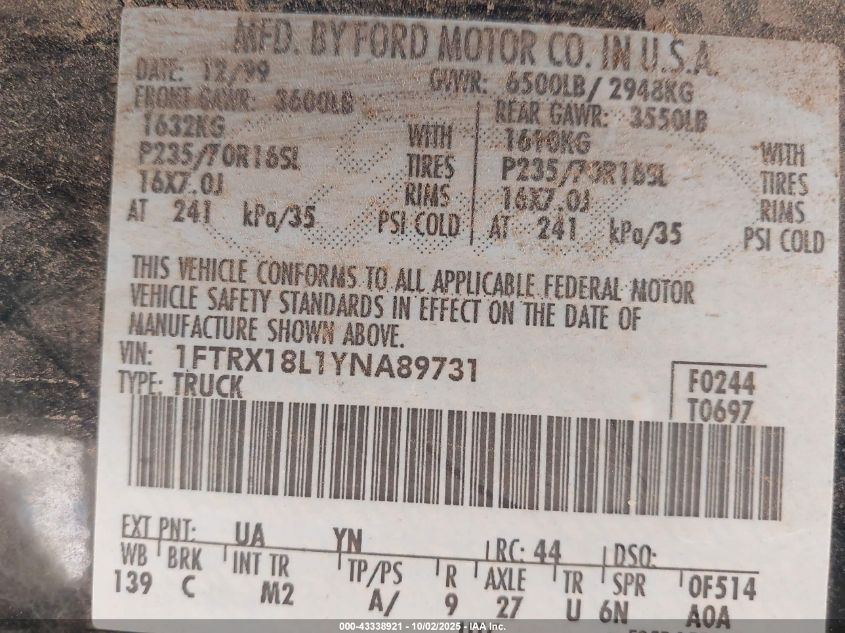 MFD. BY FORD MOTOR CO. IN U.S.A.
DATE: 12/99 GVWR: 6500LB/ 2948KG
FRONT GAWR: 3600LB REAR GAWR: 3550LB
1632KG WITH 1610KG WITH
P235/70R16SL TIRES P235/70R16SL TIRES
16X7.0J RIMS 16X7.0J RIMS
AT 241 kPa/35 PSI COLD AT 241 kPa/35 PSI COLD
THIS VEHICLE CONFORMS TO ALL APPLICABLE FEDERAL MOTOR
VEHICLE SAFETY STANDARDS IN EFFECT ON THE DATE OF
MANUFACTURE SHOWN ABOVE.
VIN: 1FTRX18L1YNA89731
TYPE: TRUCK
F0244
T0697
EXT PNT: UA YN RC: 44 DSO:
WB BRK INT TR TP/PS R AXLE TR SPR 0F514
139 C M2 A/ 9 27 U 6N A0A
000-43338921 - 10/02/2025 - IAA Inc.